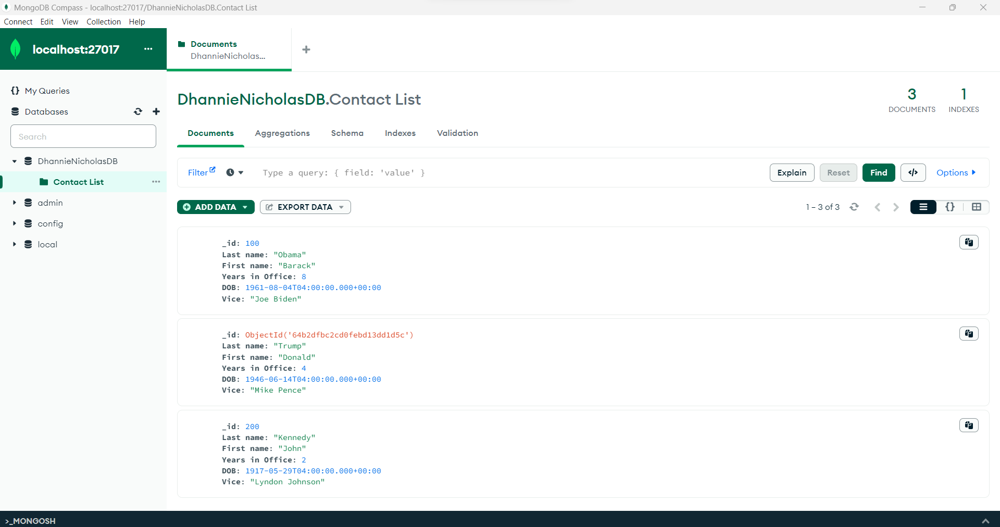 MongoDB Compass - localhost:27017/DhannieNicholasDB.Contact List
Connect Edit View Collection Help
localhost:27017 ...
Documents
DhannieNicholas...
+
{} My Queries
Databases
Search
DhannieNicholasDB
Contact List ...
admin
config
local
DhannieNicholasDB.Contact List
3
DOCUMENTS
1
INDEXES
Documents Aggregations Schema Indexes Validation
Filter Type a query: { field: 'value' } Explain Reset Find </> Options
ADD DATA EXPORT DATA 1 – 3 of 3 {}
_id: 100
Last name: "Obama"
First name: "Barack"
Years in Office: 8
DOB: 1961-08-04T04:00:00.000+00:00
Vice: "Joe Biden"
_id: ObjectId('64b2dfbc2cd0febd13dd1d5c')
Last name: "Trump"
First name: "Donald"
Years in Office: 4
DOB: 1946-06-14T04:00:00.000+00:00
Vice: "Mike Pence"
_id: 200
Last name: "Kennedy"
First name: "John"
Years in Office: 2
DOB: 1917-05-29T04:00:00.000+00:00
Vice: "Lyndon Johnson"
>_MONGOSH